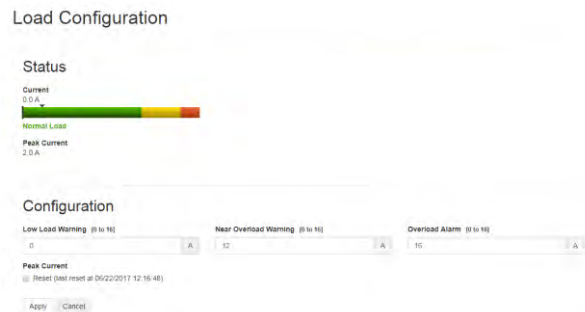 Load Configuration
Status
Current
0.0 A
Normal Load
Peak Current
2.0 A
Configuration
Low Load Warning [0 to 16]
Near Overload Warning [0 to 16]
Overload Alarm [0 to 16]
0 A
12 A
16 A
Peak Current
Reset (last reset at 06/22/2017 12:16:48)
Apply Cancel